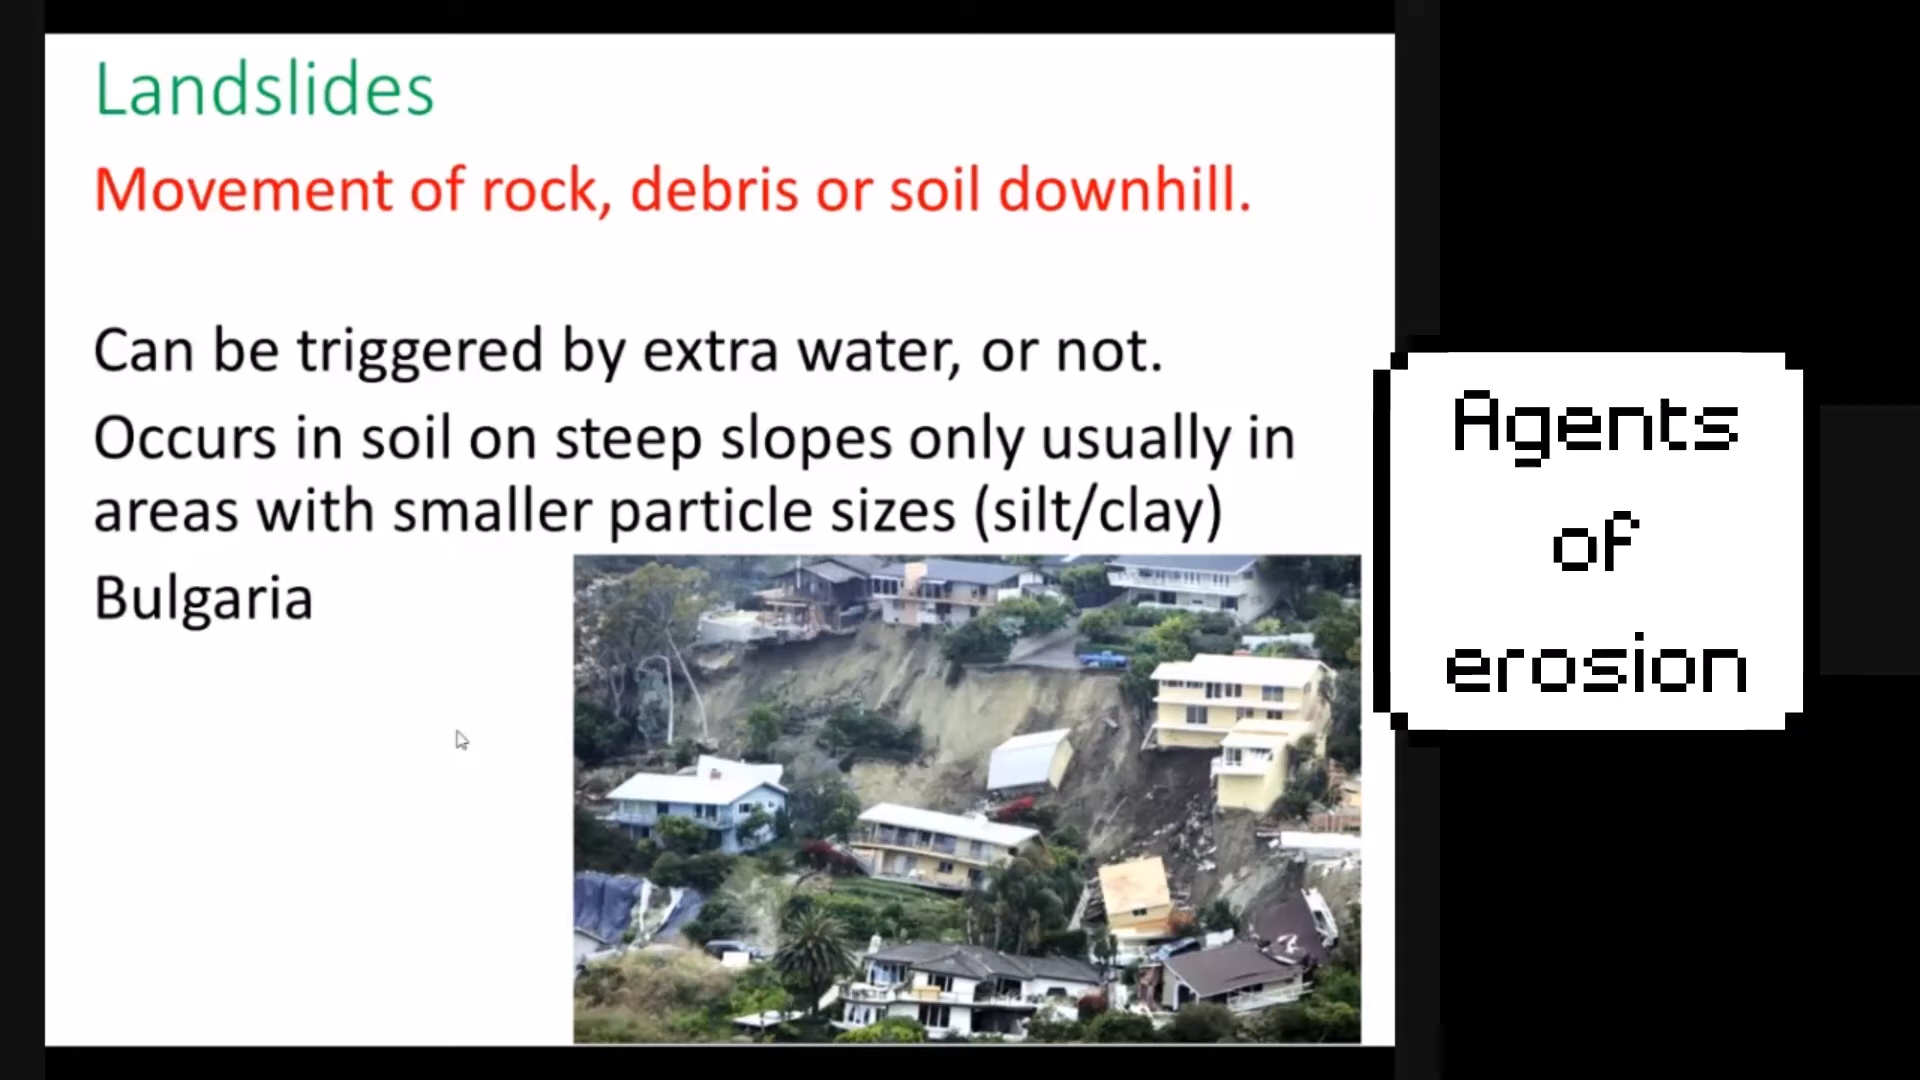 Landslides
Movement of rock, debris or soil downhill.
Can be triggered by extra water, or not.
Occurs in soil on steep slopes only usually in
areas with smaller particle sizes (silt/clay)
Bulgaria
Agents
of
erosion